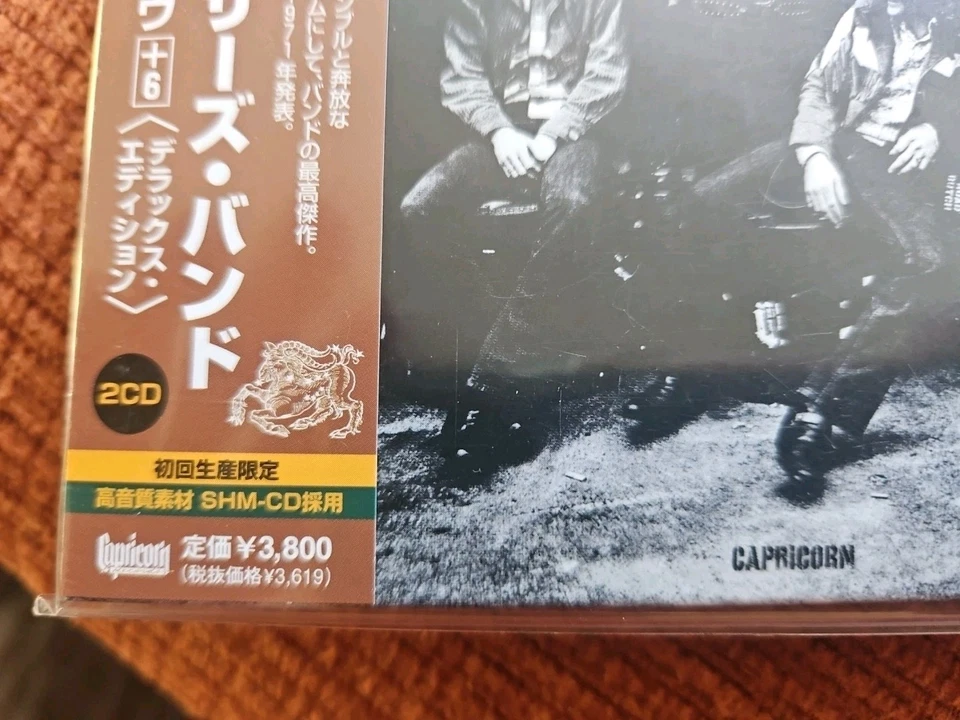 ンブルと奔放な
ムにして、バンドの最高傑作。
1971年発表。
リーズ・バンド
ウ+6
〈デラックス・
エディション〉
2CD
初回生産限定
高音質素材 SHM-CD採用
Capricorn
定価￥3,800
(税抜価格¥3,619)
CAPRICORN